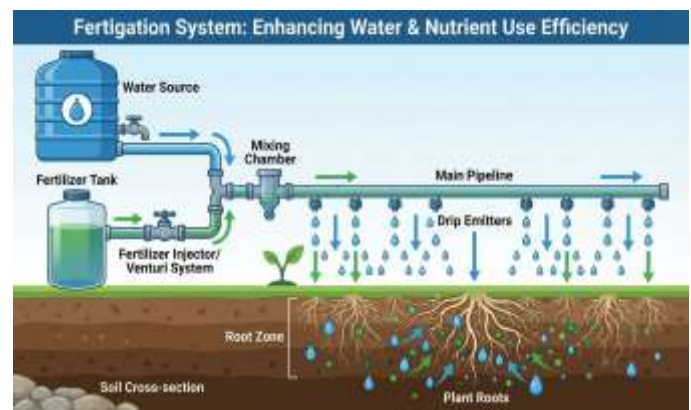 Fertigation System: Enhancing Water & Nutrient Use Efficiency
Water Source
Mixing
Chamber
Fertilizer Tank
Main Pipeline
Drip Emitters
Fertilizer Injector/
Venturi System
Root Zone
Soil Cross-section
Plant Roots